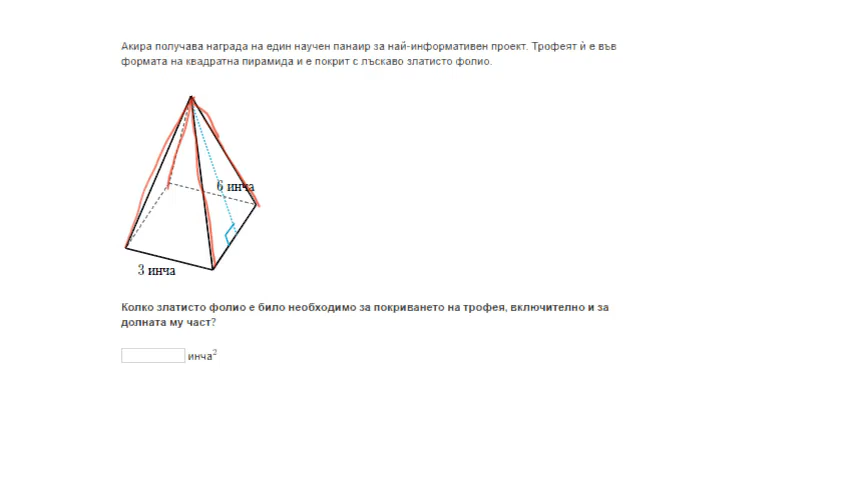 Акира получава награда на един научен панаир за най-информативен проект. Трофеят ѝ е във
формата на квадратна пирамида и е покрит с лъскаво златисто фолио.
6 инча
3 инча
Колко златисто фолио е било необходимо за покриването на трофея, включително и за
долната му част?
инча²